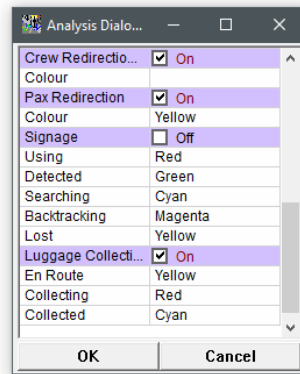 Analysis Dialo...
Crew Redirectio... On
Colour
Pax Redirection On
Colour Yellow
Signage Off
Using Red
Detected Green
Searching Cyan
Backtracking Magenta
Lost Yellow
Luggage Collecti... On
En Route Yellow
Collecting Red
Collected Cyan
OK Cancel